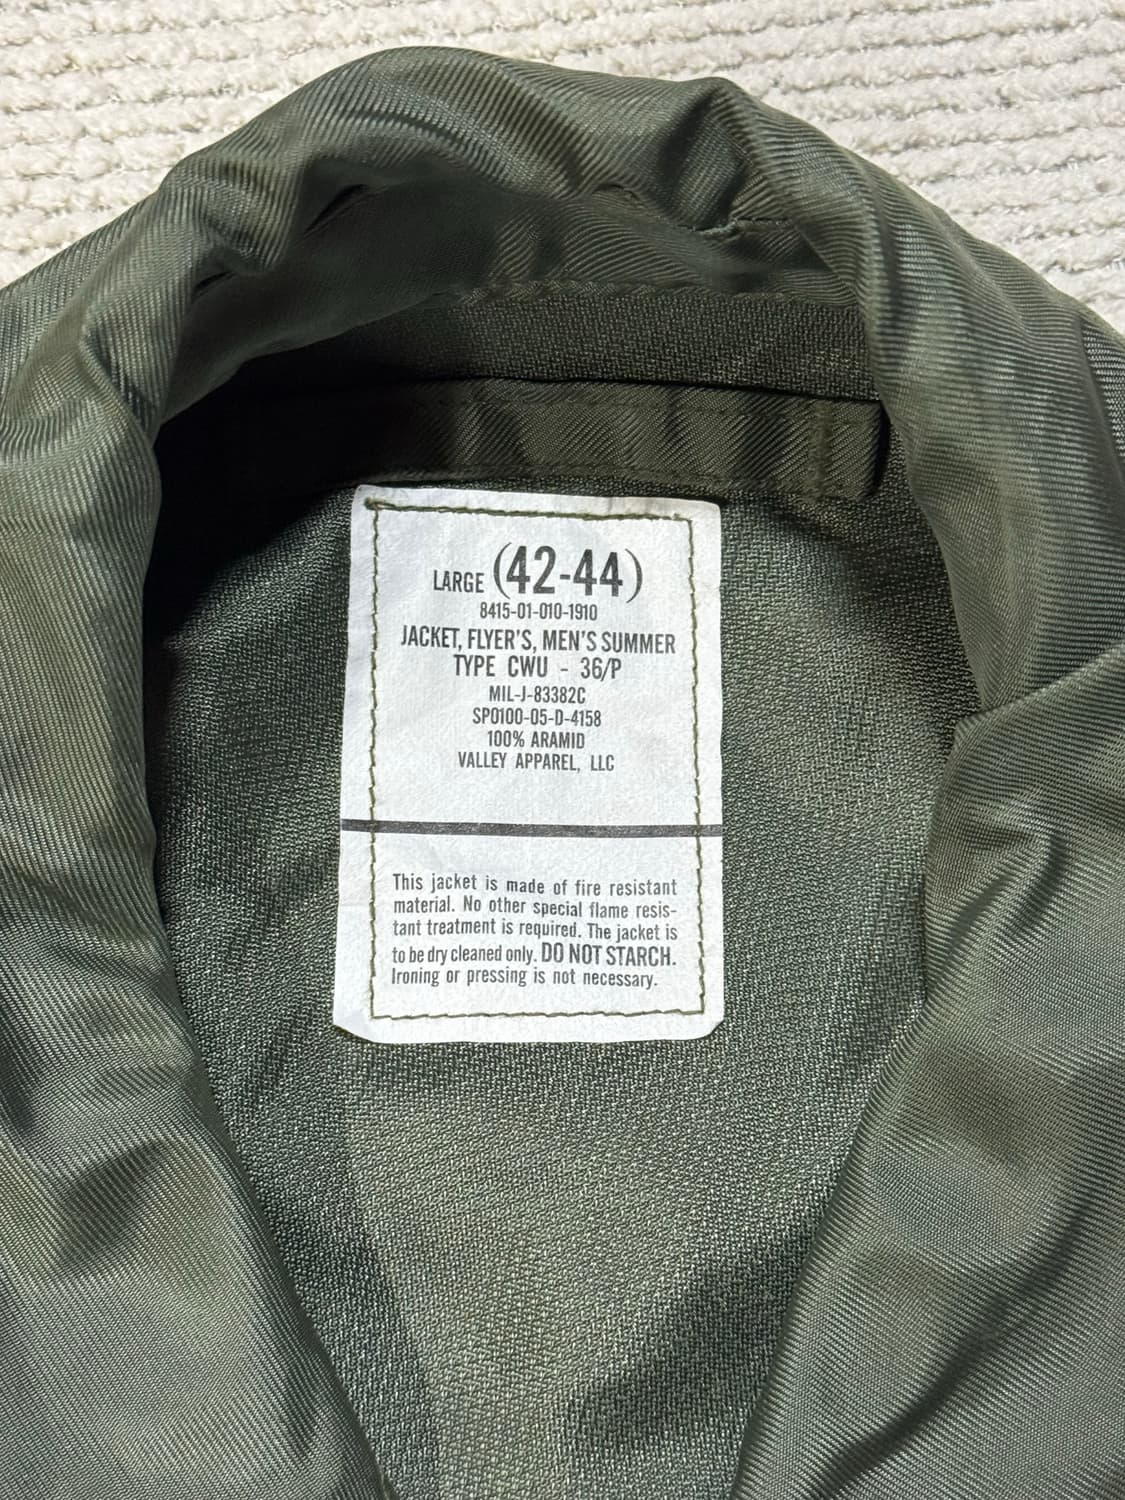 LARGE (42-44)
8415-01-010-1910
JACKET, FLYER'S, MEN'S SUMMER
TYPE CWU - 36/P
MIL-J-83382C
SP0100-05-D-4158
100% ARAMID
VALLEY APPAREL, LLC
This jacket is made of fire resistant
material. No other special flame resis-
tant treatment is required. The jacket is
to be dry cleaned only. DO NOT STARCH.
Ironing or pressing is not necessary.